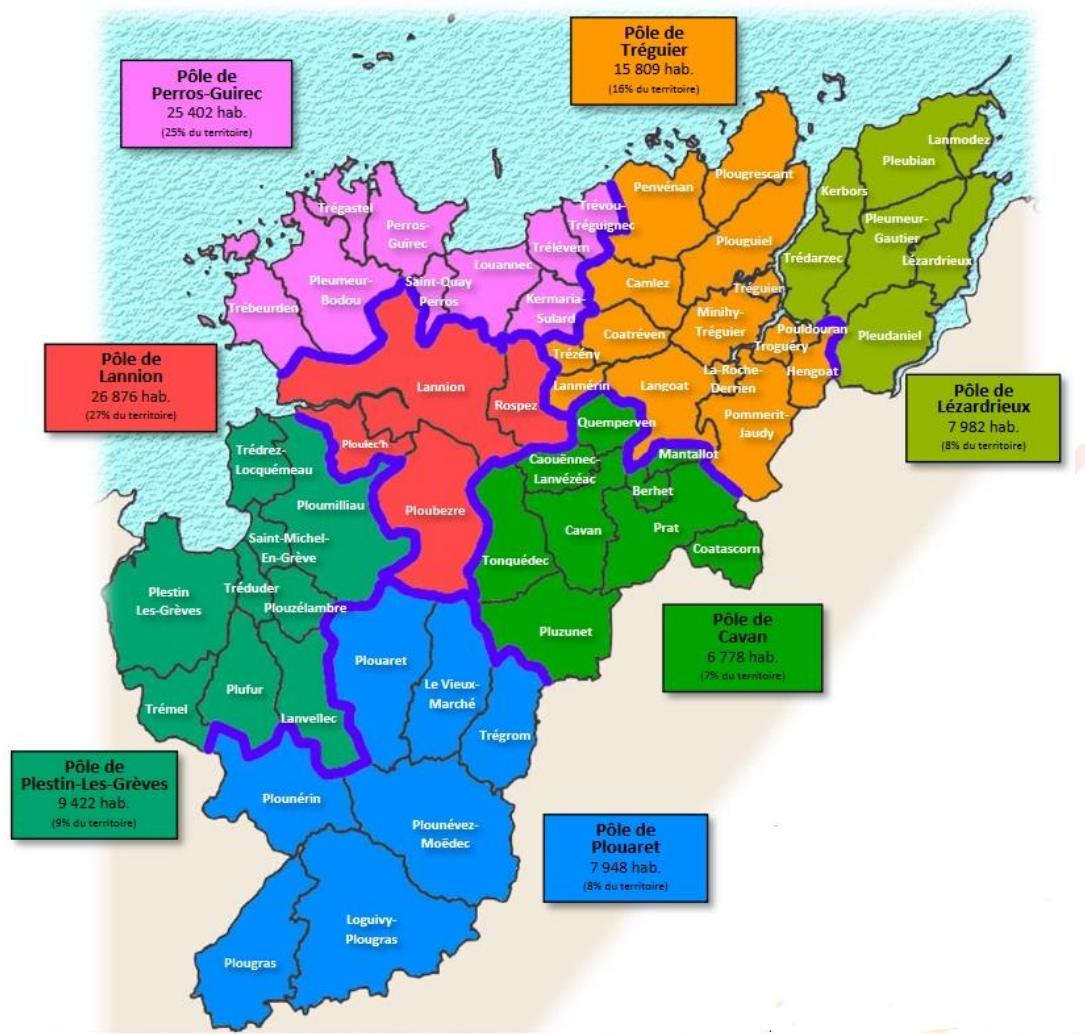 Pôle de
Tréguier
15 809 hab.
(16% du territoire)
Pôle de
Perros-Guirec
25 402 hab.
(25% du territoire)
Lanmodez
Pleubian
Plougrescant
Penvénan
Kerbors
Trégastel
Trévou-
Tréguignec
Perros-
Guirec
Pleumeur-
Gautier
Trélévern
Plouguiel
Lézardrieux
Trédarzec
Louannec
Pleumeur-
Bodou
Saint-Quay
Perros
Camlez
Tréguier
Trébeurden
Kermaria-
Sulard
Minihy-
Tréguier
Coatréven
Pouldouran
Troguéry
Pleudaniel
Trézény
Pôle de
Lannion
26 876 hab.
(27% du territoire)
Lannion
Lanmérin
Langoat
La-Roche-
Derrien
Hengoat
Rospez
Pôle de
Lézardrieux
7 982 hab.
(8% du territoire)
Quemperven
Pommerit-
Jaudy
Ploulec'h
Trédrez-
Locquémeau
Mantallot
Caouënnec-
Lanvézéac
Berhet
Ploumilliau
Ploubezre
Cavan
Prat
Saint-Michel-
En-Grève
Coatascorn
Tonquédec
Plestin
Les-Grèves
Tréduder
Plouzélambre
Pôle de
Cavan
6 778 hab.
(7% du territoire)
Pluzunet
Plouaret
Plufur
Le Vieux-
Marché
Trémel
Lanvellec
Trégrom
Pôle de
Plestin-Les-Grèves
9 422 hab.
(9% du territoire)
Plounérin
Plounévez-
Moëdec
Pôle de
Plouaret
7 948 hab.
(8% du territoire)
Loguivy-
Plougras
Plougras